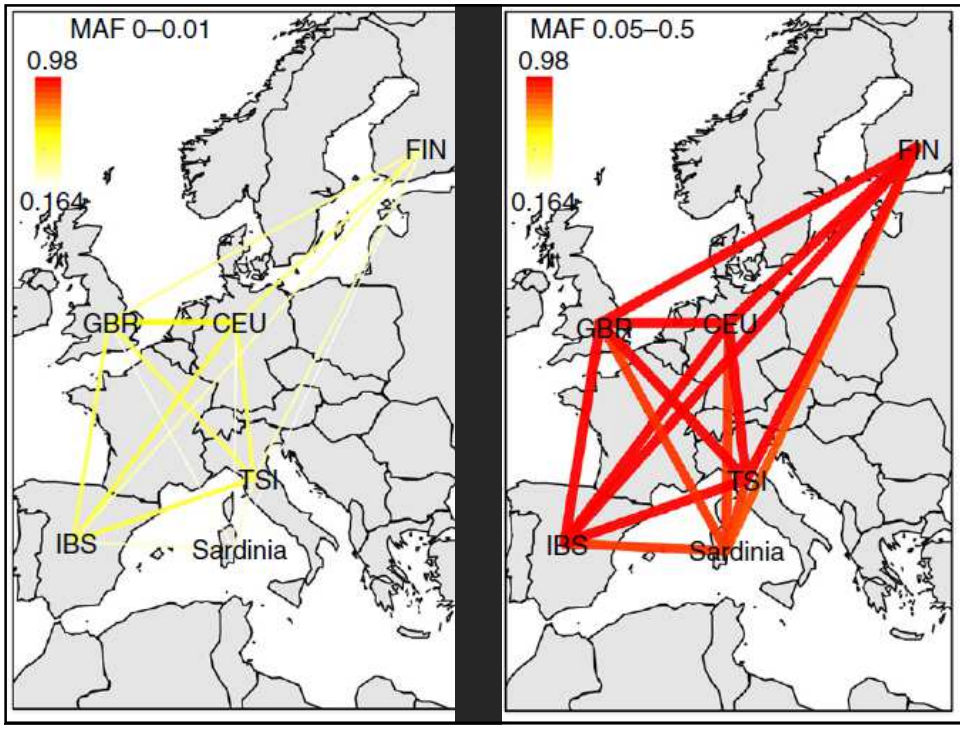 MAF 0–0.01
0.98
0.164
FIN
GBR
CEU
TSI
IBS
Sardinia
MAF 0.05–0.5
0.98
0.164
FIN
GBR
CEU
TSI
IBS
Sardinia